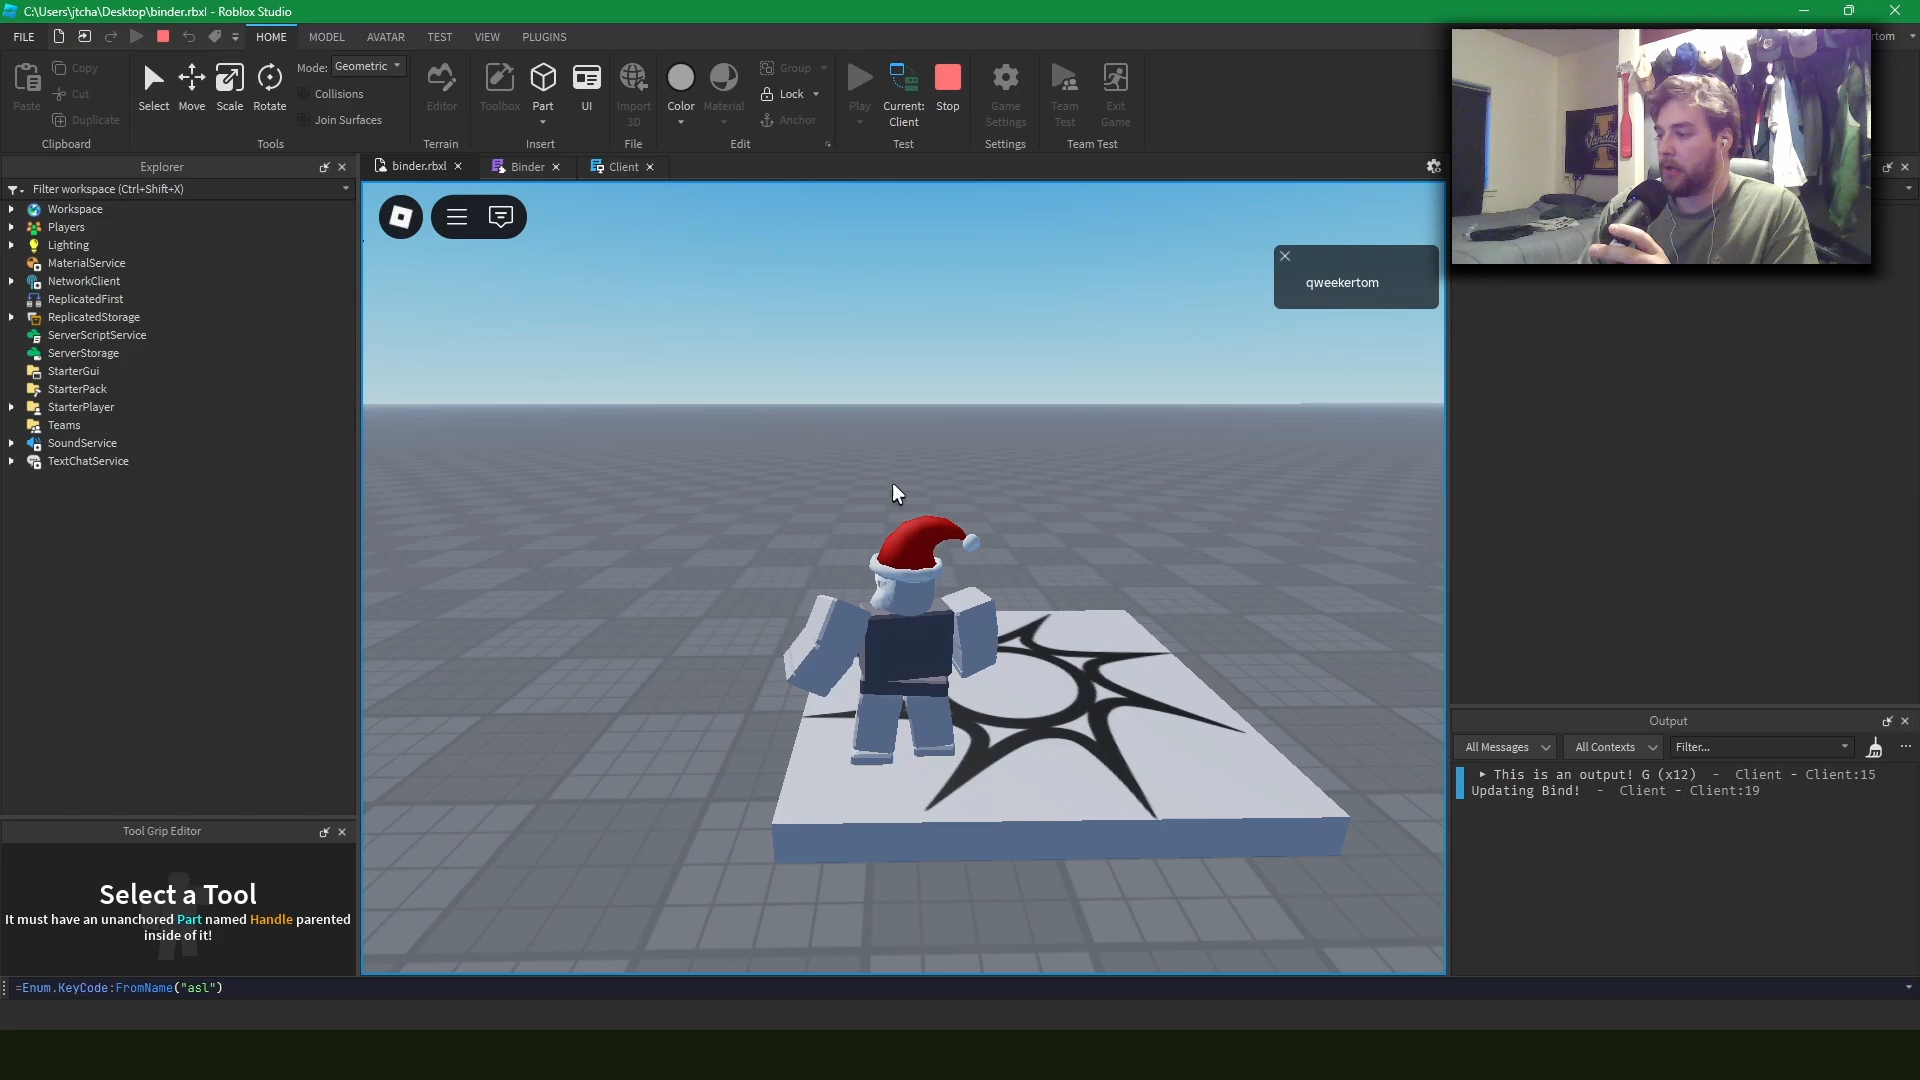 C:\Users\jtcha\Desktop\binder.rbxl - Roblox Studio
FILE
HOME
MODEL
AVATAR
TEST
VIEW
PLUGINS
tom
Paste
Copy
Cut
Duplicate
Clipboard
Select
Move
Scale
Rotate
Mode:
Geometric
Collisions
Join Surfaces
Tools
Editor
Terrain
Toolbox
Part
UI
Insert
Import
3D
File
Color
Material
Group
Lock
Anchor
Edit
Play
Current:
Client
Stop
Test
Game
Settings
Settings
Team
Test
Exit
Game
Team Test
Explorer
Filter workspace (Ctrl+Shift+X)
Workspace
Players
Lighting
MaterialService
NetworkClient
ReplicatedFirst
ReplicatedStorage
ServerScriptService
ServerStorage
StarterGui
StarterPack
StarterPlayer
Teams
SoundService
TextChatService
binder.rbxl
Binder
Client
qweekertom
Vandals
Output
All Messages
All Contexts
Filter...
This is an output! G (x12) - Client - Client:15
Updating Bind! - Client - Client:19
Tool Grip Editor
Select a Tool
It must have an unanchored Part named Handle parented
inside of it!
=Enum.KeyCode:FromName("asl")